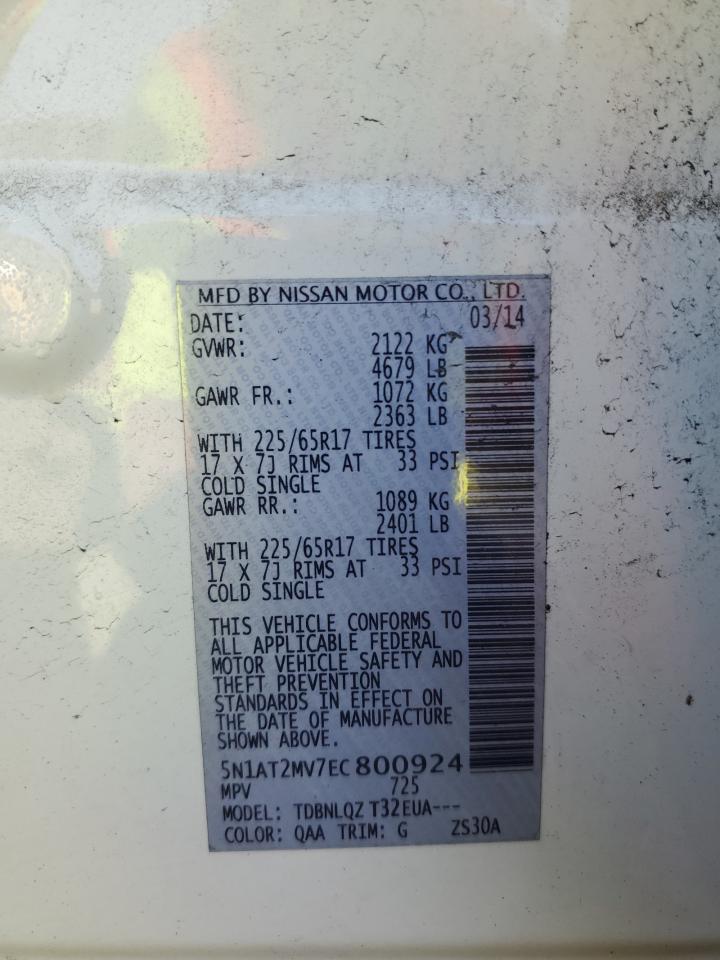 MFD BY NISSAN MOTOR CO., LTD.
DATE: 03/14
GVWR: 2122 KG
4679 LB
GAWR FR.: 1072 KG
2363 LB
WITH 225/65R17 TIRES
17 X 7J RIMS AT 33 PSI
COLD SINGLE
GAWR RR.: 1089 KG
2401 LB
WITH 225/65R17 TIRES
17 X 7J RIMS AT 33 PSI
COLD SINGLE
THIS VEHICLE CONFORMS TO
ALL APPLICABLE FEDERAL
MOTOR VEHICLE SAFETY AND
THEFT PREVENTION
STANDARDS IN EFFECT ON
THE DATE OF MANUFACTURE
SHOWN ABOVE.
5N1AT2MV7EC800924
MPV 725
MODEL: TDBNLQZ T32EUA---
COLOR: QAA TRIM: G ZS30A